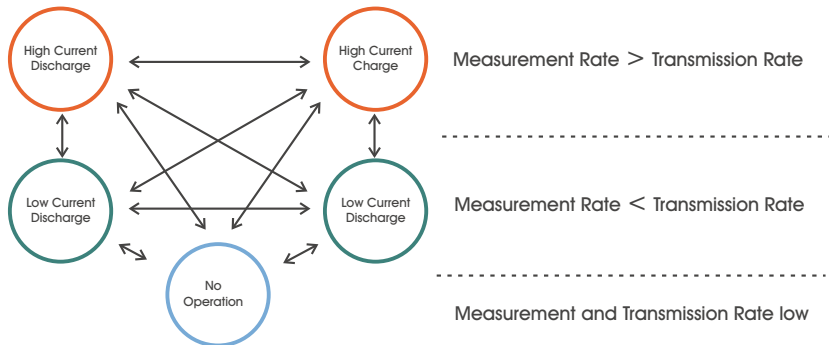 High Current
Discharge
High Current
Charge
Measurement Rate > Transmission Rate
Low Current
Discharge
Low Current
Discharge
Measurement Rate < Transmission Rate
No
Operation
Measurement and Transmission Rate low